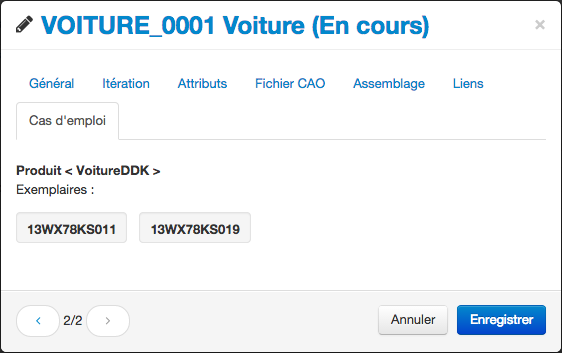 VOITURE_0001 Voiture (En cours) ×
Général Itération Attributs Fichier CAO Assemblage Liens
Cas d'emploi
Produit < VoitureDDK >
Exemplaires :
13WX78KS011 13WX78KS019
< 2/2 > Annuler Enregistrer